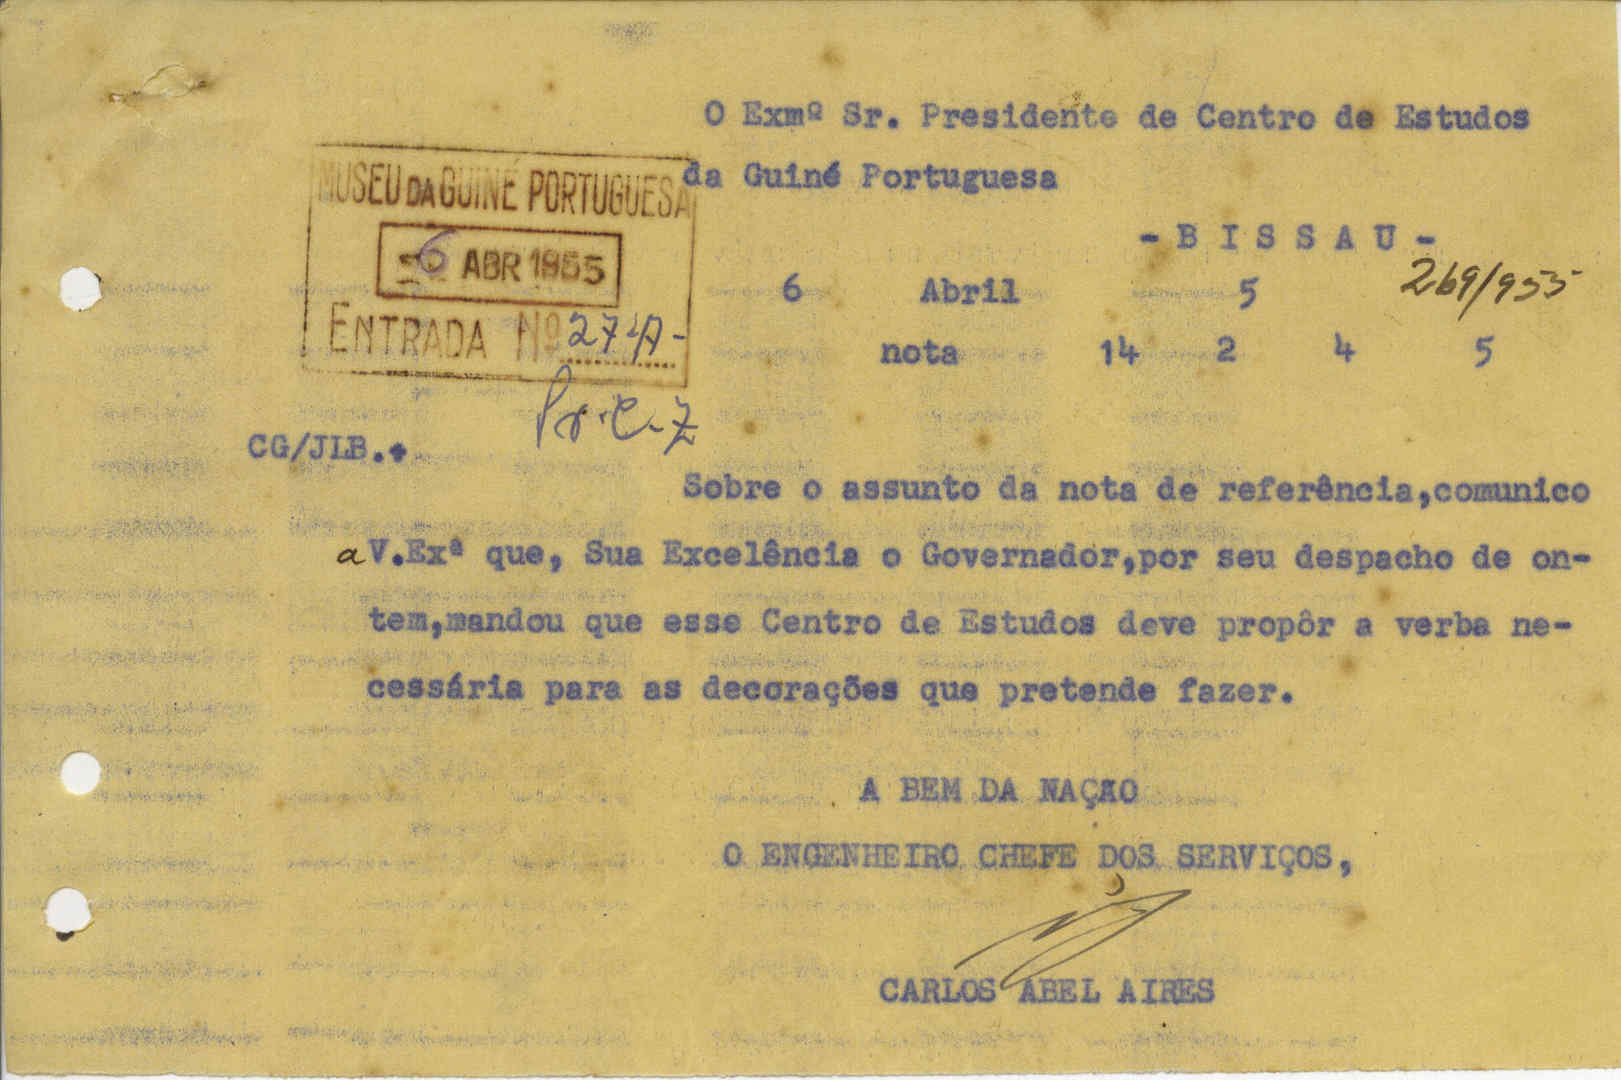 O Exmº Sr. Presidente de Centro de Estudos
da Guiné Portuguesa
- B I S S A U -
MUSEU DA GUINÉ PORTUGUESA
6 ABR 1955
ENTRADA Nº 27-A-
6 Abril 5 269/955
nota 14 2 4 5
CG/JLB.
Sobre o assunto da nota de referência,comunico
a V.Exª que, Sua Excelência o Governador,por seu despacho de on-
tem,mandou que esse Centro de Estudos deve propôr a verba ne-
cessária para as decorações que pretende fazer.
A BEM DA NAÇÃO
O ENGENHEIRO CHEFE DOS SERVIÇOS,
CARLOS ABEL AIRES